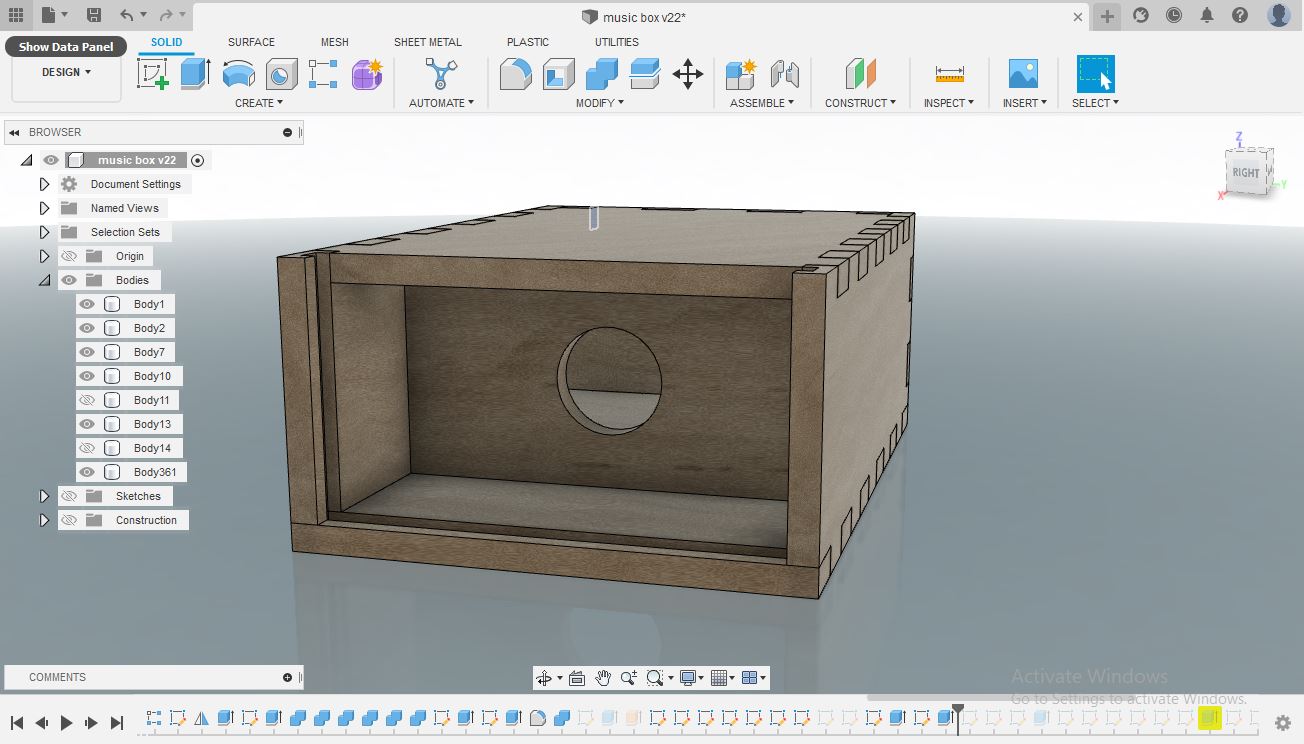 music box v22*
Show Data Panel
SOLID
SURFACE
MESH
SHEET METAL
PLASTIC
UTILITIES
DESIGN
CREATE
AUTOMATE
MODIFY
ASSEMBLE
CONSTRUCT
INSPECT
INSERT
SELECT
BROWSER
music box v22
Document Settings
Named Views
Selection Sets
Origin
Bodies
Body1
Body2
Body7
Body10
Body11
Body13
Body14
Body361
Sketches
Construction
Z
RIGHT
X
Y
COMMENTS
Activate Windows
Go to Settings to activate Windows.